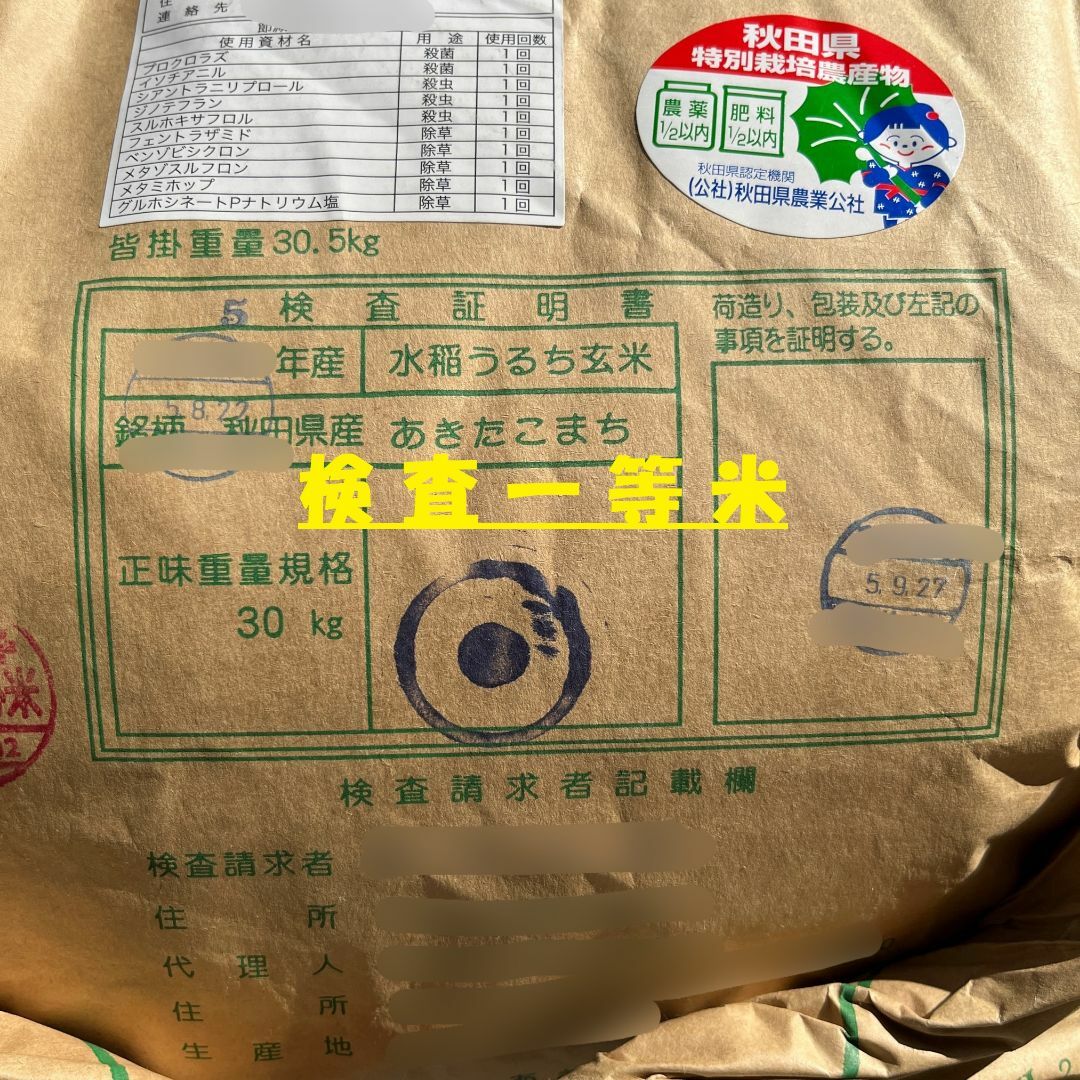 連絡先
使用資材名 用途 使用回数
プロクロラズ 殺菌 1回
イソチアニル 殺菌 1回
シアントラニリプロール 殺虫 1回
ジノテフラン 殺虫 1回
スルホキサフロル 殺虫 1回
フェントラザミド 除草 1回
ベンゾビシクロン 除草 1回
メタゾスルフロン 除草 1回
メタミホップ 除草 1回
グルホシネートPナトリウム塩 除草 1回
秋田県
特別栽培農産物
農薬
1/2以内
肥料
1/2以内
秋田県認定機関
(公社)秋田県農業公社
皆掛重量30.5kg
検査証明書
5
年産
水稲うるち玄米
5.8.22
銘柄 秋田県産 あきたこまち
検査一等米
正味重量規格
30 kg
荷造り、包装及び左記の
事項を証明する。
5.9.27
米
検査請求者記載欄
検査請求者
住所
代理人
住所
生産地